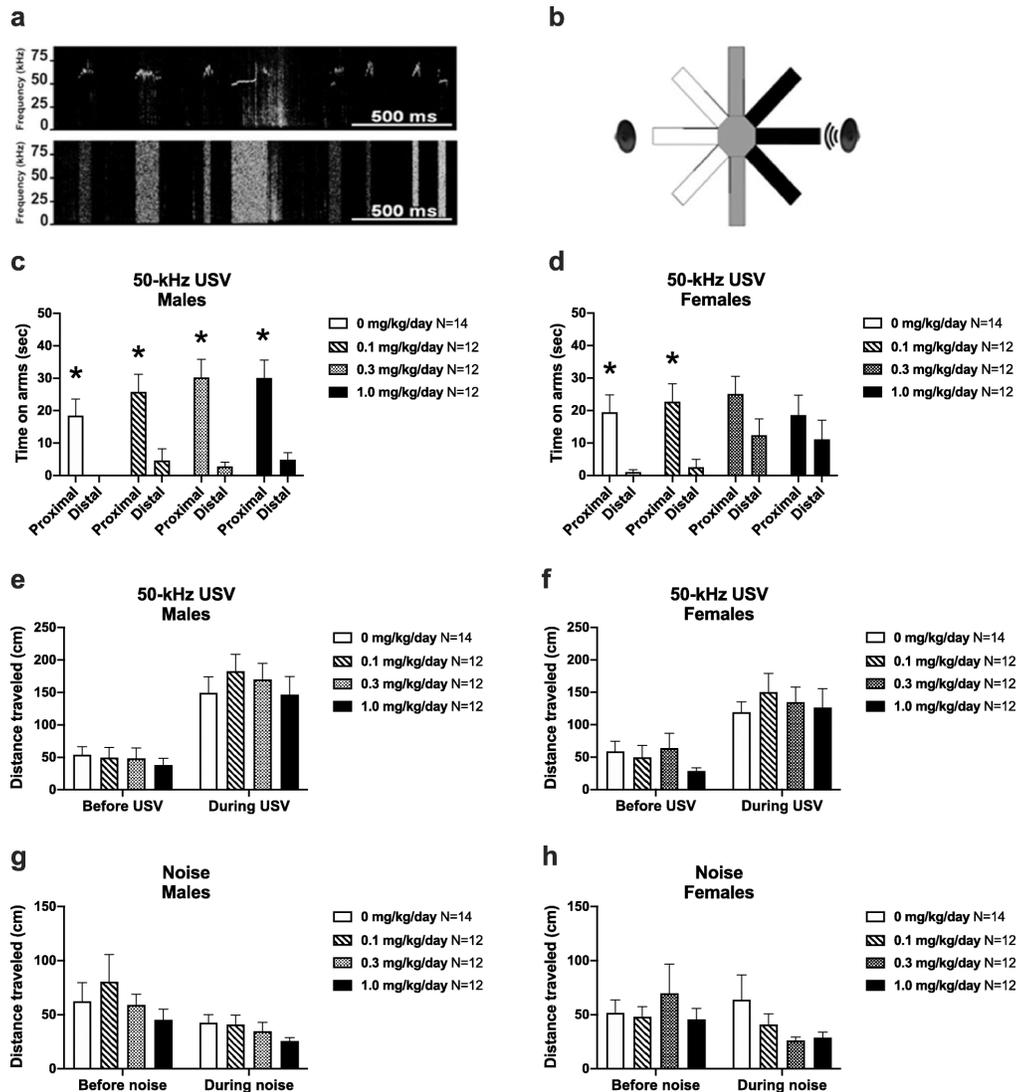 a
Frequency (kHz)
75
50
25
0
500 ms
Frequency (kHz)
75
50
25
0
500 ms
b
c
50-kHz USV
Males
Time on arms (sec)
50
40
30
20
10
0
* * * *
Proximal Distal Proximal Distal Proximal Distal Proximal Distal
0 mg/kg/day N=14
0.1 mg/kg/day N=12
0.3 mg/kg/day N=12
1.0 mg/kg/day N=12
d
50-kHz USV
Females
Time on arms (sec)
50
40
30
20
10
0
* *
Proximal Distal Proximal Distal Proximal Distal Proximal Distal
0 mg/kg/day N=14
0.1 mg/kg/day N=12
0.3 mg/kg/day N=12
1.0 mg/kg/day N=12
e
50-kHz USV
Males
Distance traveled (cm)
250
200
150
100
50
0
Before USV During USV
0 mg/kg/day N=14
0.1 mg/kg/day N=12
0.3 mg/kg/day N=12
1.0 mg/kg/day N=12
f
50-kHz USV
Females
Distance traveled (cm)
250
200
150
100
50
0
Before USV During USV
0 mg/kg/day N=14
0.1 mg/kg/day N=12
0.3 mg/kg/day N=12
1.0 mg/kg/day N=12
g
Noise
Males
Distance traveled (cm)
150
100
50
0
Before noise During noise
0 mg/kg/day N=14
0.1 mg/kg/day N=12
0.3 mg/kg/day N=12
1.0 mg/kg/day N=12
h
Noise
Females
Distance traveled (cm)
150
100
50
0
Before noise During noise
0 mg/kg/day N=14
0.1 mg/kg/day N=12
0.3 mg/kg/day N=12
1.0 mg/kg/day N=12